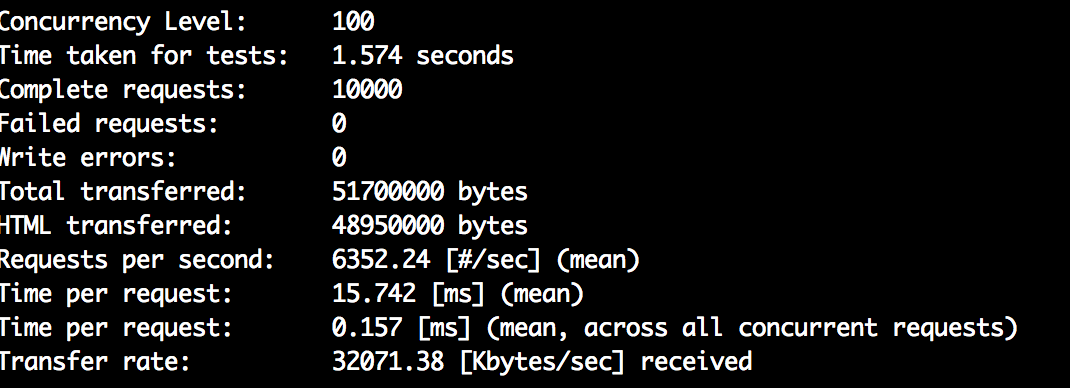 Concurrency Level: 100
Time taken for tests: 1.574 seconds
Complete requests: 10000
Failed requests: 0
Write errors: 0
Total transferred: 51700000 bytes
HTML transferred: 48950000 bytes
Requests per second: 6352.24 [#/sec] (mean)
Time per request: 15.742 [ms] (mean)
Time per request: 0.157 [ms] (mean, across all concurrent requests)
Transfer rate: 32071.38 [Kbytes/sec] received